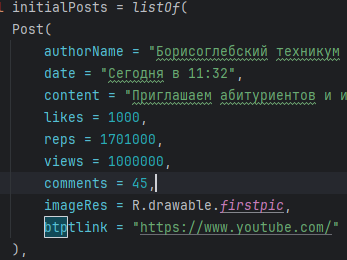 initialPosts = listOf(
Post(
authorName = "Борисоглебский техникум
date = "Сегодня в 11:32",
content = "Приглашаем абитуриентов и
likes = 1000,
reps = 1701000,
views = 1000000,
comments = 45,
imageRes = R.drawable.firstpic,
btptlink = "https://www.youtube.com/"
),